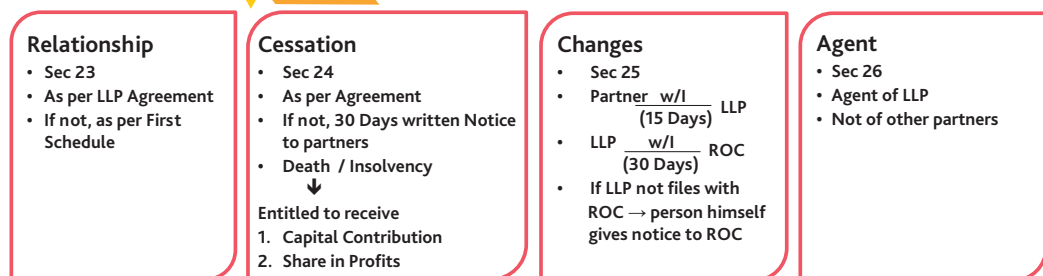 Relationship
• Sec 23
• As per LLP Agreement
• If not, as per First
Schedule
Cessation
• Sec 24
• As per Agreement
• If not, 30 Days written Notice
to partners
• Death / Insolvency
↓
Entitled to receive
1. Capital Contribution
2. Share in Profits
Changes
• Sec 25
• Partner w/I LLP
(15 Days)
• LLP w/I ROC
(30 Days)
• If LLP not files with
ROC → person himself
gives notice to ROC
Agent
• Sec 26
• Agent of LLP
• Not of other partners